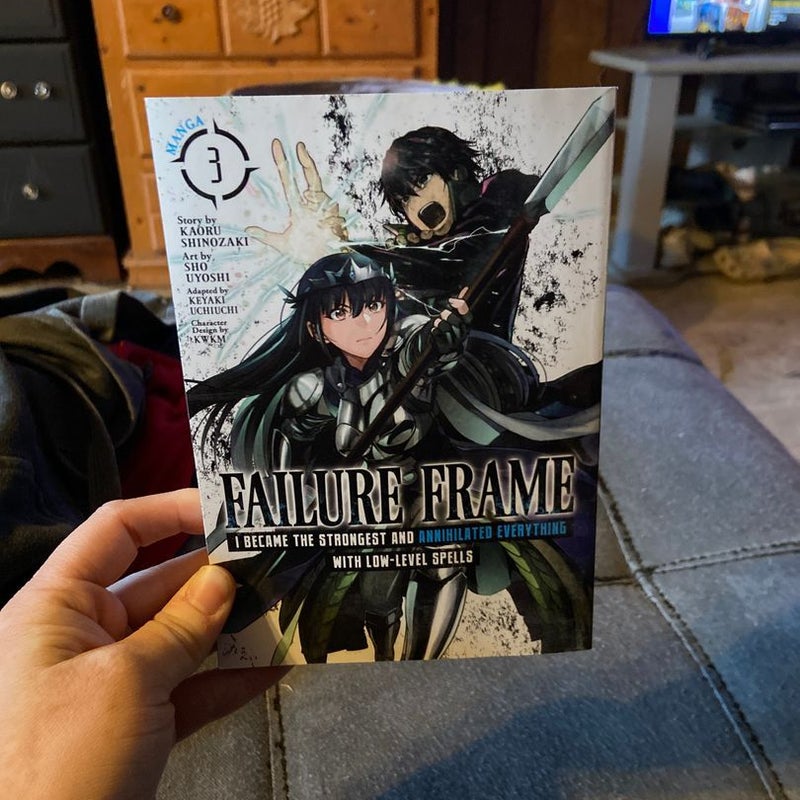 MANGA
3
Story by
KAORU
SHINOZAKI
Art by
SHO
UYOSHI
Adapted by
KEYAKI
UCHIUCHI
Character
Design by
KWKM
FAILURE FRAME
I BECAME THE STRONGEST AND ANNIHILATED EVERYTHING
WITH LOW-LEVEL SPELLS